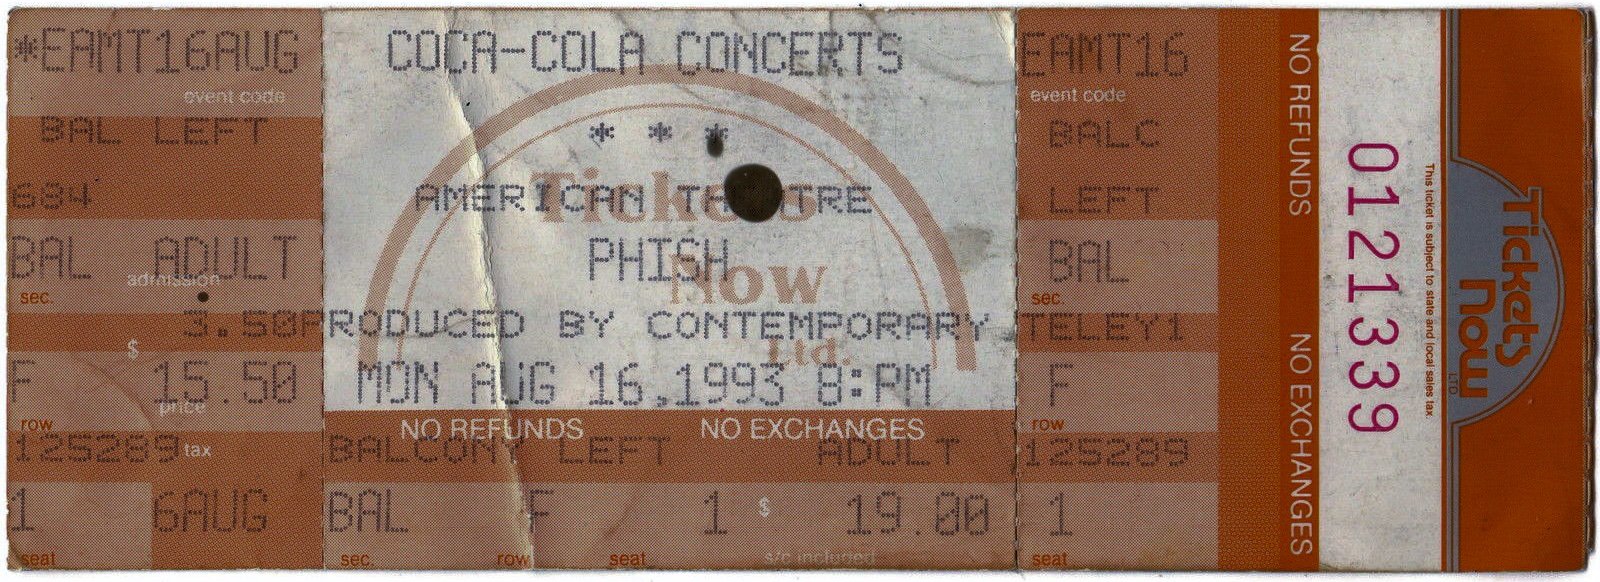 *EAMT16AUG
event code
BAL LEFT
684
BAL ADULT
admission
sec.
3.50
$
F 15.50
price
row
125289 tax
1 6AUG
seat
COCA-COLA CONCERTS
* * *
AMERICAN TRE
Tickets
PHISH
Now
PRODUCED BY CONTEMPORARY
Ltd.
MON AUG 16,1993 8:PM
NO REFUNDS NO EXCHANGES
BALCONY LEFT ADULT
BAL F 1 $ 19.00
sec. row seat s/c included
EAMT16
event code
BALC
LEFT
BAL
sec.
TELEY1
F
row
125289
1
seat
NO REFUNDS NO EXCHANGES
0121339
This ticket is subject to state and local sales tax.
Tickets
Now
LTD